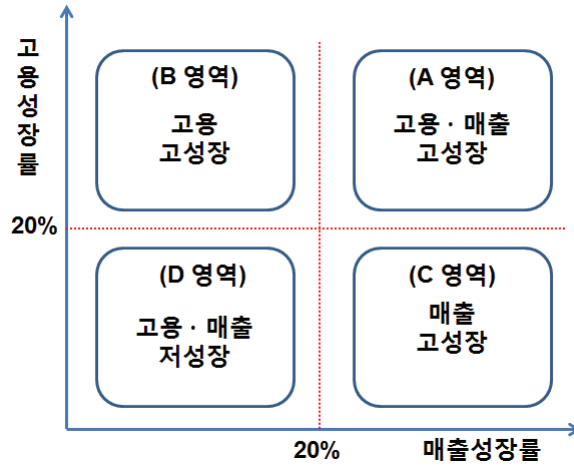 고용성장률
(B 영역)
고용
고성장
(A 영역)
고용 · 매출
고성장
20%
(D 영역)
고용 · 매출
저성장
(C 영역)
매출
고성장
20%
매출성장률